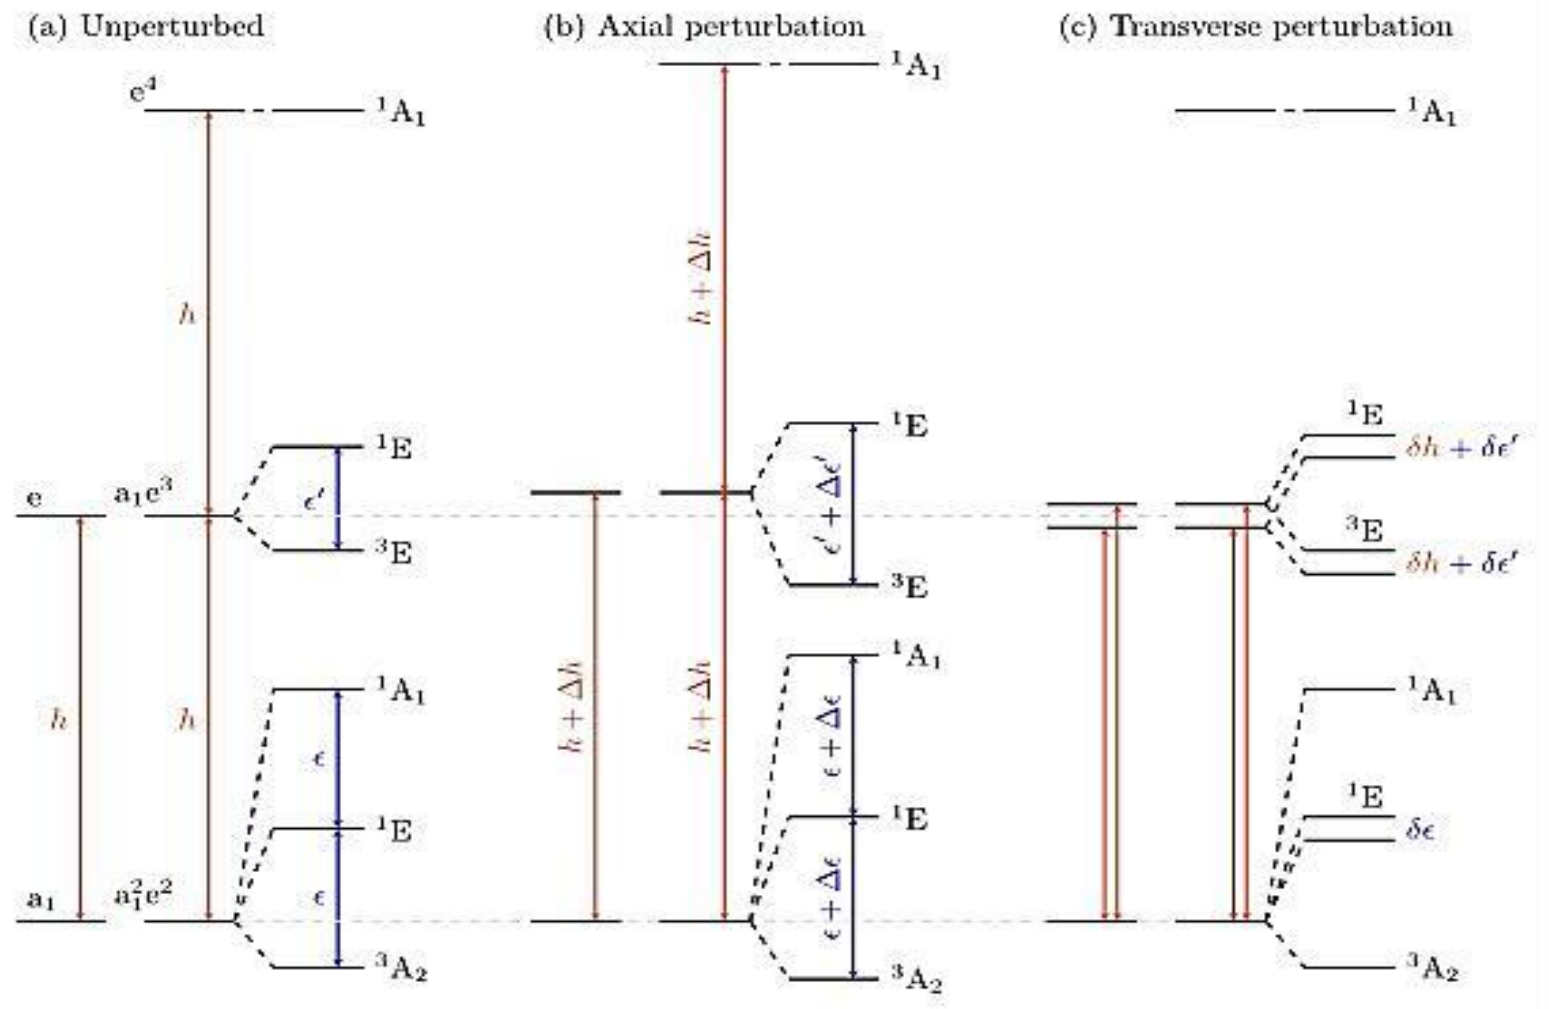 (a) Unperturbed
(b) Axial perturbation
(c) Transverse perturbation
e⁴
¹A₁
h
¹E
ϵ′
³E
e
a₁e³
h
h
¹A₁
ϵ
¹E
ϵ
a₁
a₁²e²
³A₂
¹A₁
h + Δh
¹E
ϵ′ + Δϵ′
³E
h + Δh
h + Δh
¹A₁
ϵ + Δϵ
¹E
ϵ + Δϵ
³A₂
¹A₁
¹E
δh + δϵ′
³E
δh + δϵ′
¹A₁
¹E
δϵ
³A₂